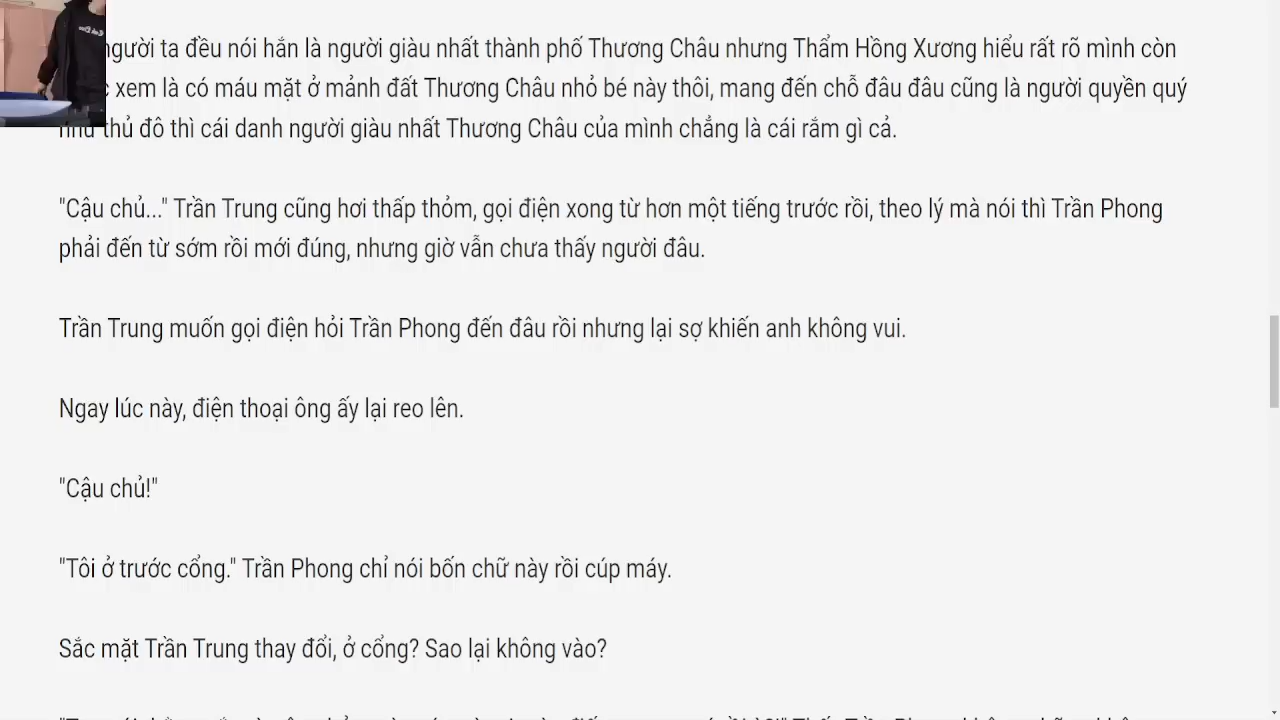 người ta đều nói hắn là người giàu nhất thành phố Thương Châu nhưng Thẩm Hồng Xương hiểu rất rõ mình còn
xem là có máu mặt ở mảnh đất Thương Châu nhỏ bé này thôi, mang đến chỗ đâu đâu cũng là người quyền quý
như thủ đô thì cái danh người giàu nhất Thương Châu của mình chẳng là cái rắm gì cả.
"Cậu chủ..." Trần Trung cũng hơi thấp thỏm, gọi điện xong từ hơn một tiếng trước rồi, theo lý mà nói thì Trần Phong
phải đến từ sớm rồi mới đúng, nhưng giờ vẫn chưa thấy người đâu.
Trần Trung muốn gọi điện hỏi Trần Phong đến đâu rồi nhưng lại sợ khiến anh không vui.
Ngay lúc này, điện thoại ông ấy lại reo lên.
"Cậu chủ!"
"Tôi ở trước cổng." Trần Phong chỉ nói bốn chữ này rồi cúp máy.
Sắc mặt Trần Trung thay đổi, ở cổng? Sao lại không vào?